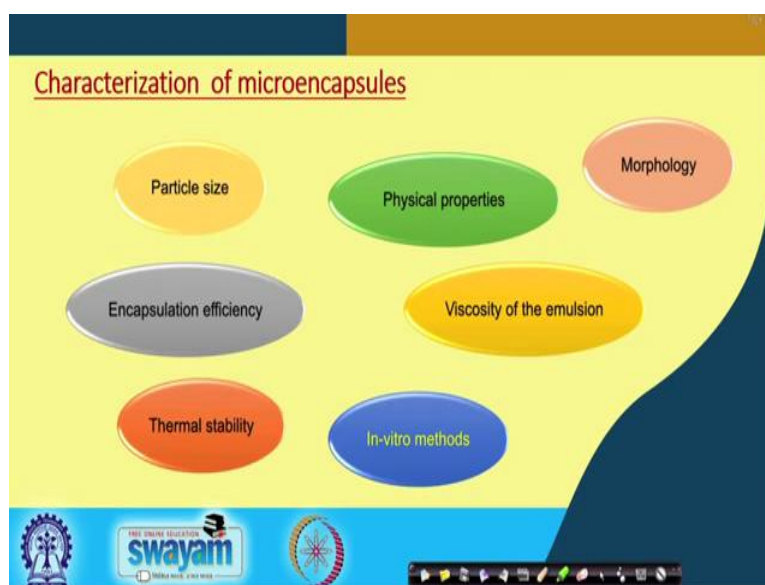 Characterization of microencapsules
Particle size
Physical properties
Morphology
Encapsulation efficiency
Viscosity of the emulsion
Thermal stability
In-vitro methods
FREE ONLINE EDUCATION
swayam